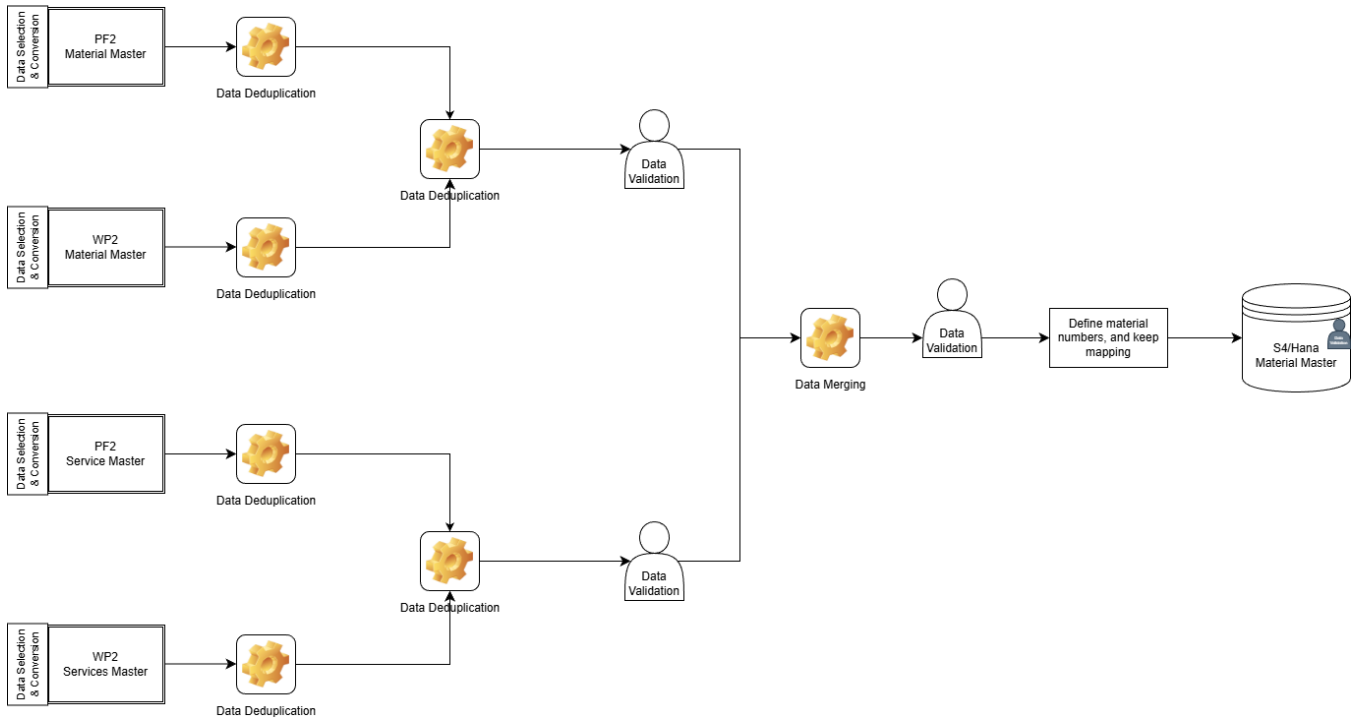 Data Selection
& Conversion
PF2
Material Master
Data Deduplication
Data Deduplication
Data
Validation
Data Selection
& Conversion
WP2
Material Master
Data Deduplication
Data Merging
Data
Validation
Define material
numbers, and keep
mapping
S4/Hana
Material Master
Data
Validation
Data Selection
& Conversion
PF2
Service Master
Data Deduplication
Data Deduplication
Data
Validation
Data Selection
& Conversion
WP2
Services Master
Data Deduplication